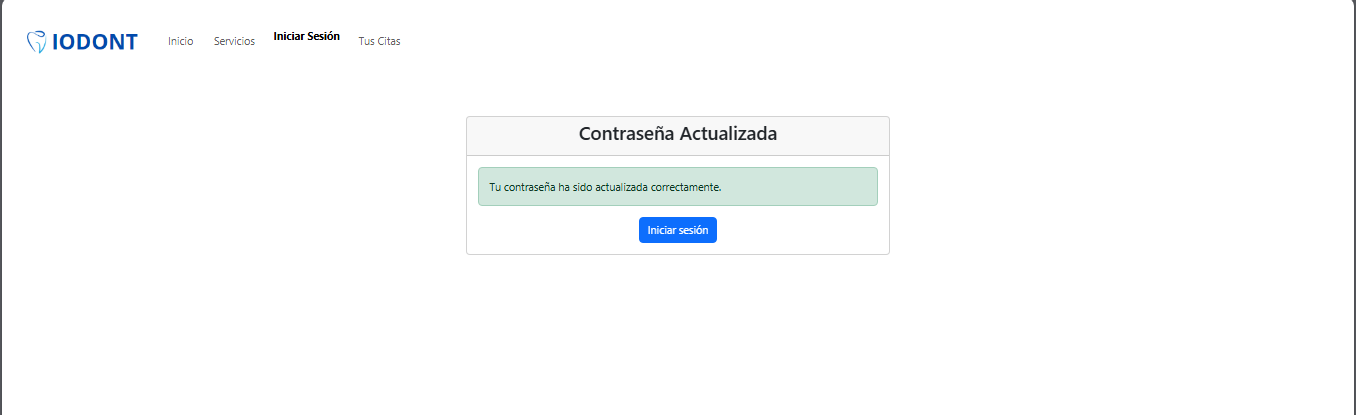 IODONT
Inicio Servicios Iniciar Sesión Tus Citas
Contraseña Actualizada
Tu contraseña ha sido actualizada correctamente.
Iniciar sesión